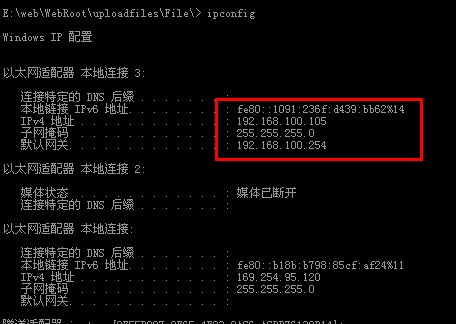 E:\web\WebRoot\uploadfiles\File\> ipconfig
Windows IP 配置
以太网适配器 本地连接 3:
连接特定的 DNS 后缀 . . . . . . . :
本地链接 IPv6 地址. . . . . . . . : fe80::1091:236f:d439:bb62%14
IPv4 地址 . . . . . . . . . . . . : 192.168.100.105
子网掩码 . . . . . . . . . . . . : 255.255.255.0
默认网关. . . . . . . . . . . . . : 192.168.100.254
以太网适配器 本地连接 2:
媒体状态 . . . . . . . . . . . . : 媒体已断开
连接特定的 DNS 后缀 . . . . . . . :
以太网适配器 本地连接:
连接特定的 DNS 后缀 . . . . . . . :
本地链接 IPv6 地址. . . . . . . . : fe80::b18b:b798:85cf:af24%11
IPv4 地址 . . . . . . . . . . . . : 169.254.95.120
子网掩码 . . . . . . . . . . . . : 255.255.255.0
默认网关. . . . . . . . . . . . . :